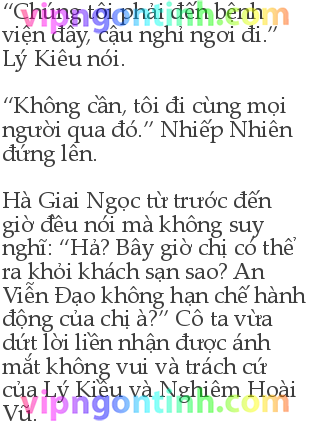 vipngontinh.com
“Chúng tôi phải đến bệnh
viện đây, cậu nghỉ ngơi đi.”
Lý Kiêu nói.
“Không cần, tôi đi cùng mọi
người qua đó.” Nhiếp Nhiên
đứng lên.
Hà Giai Ngọc từ trước đến
giờ đều nói mà không suy
nghĩ: “Hả? Bây giờ chị có thể
ra khỏi khách sạn sao? An
Viễn Đạo không hạn chế hành
động của chị à?” Cô ta vừa
dứt lời liền nhận được ánh
mắt không vui và trách cứ
của Lý Kiều và Nghiêm Hoài
Vũ.
vipngontinh.com